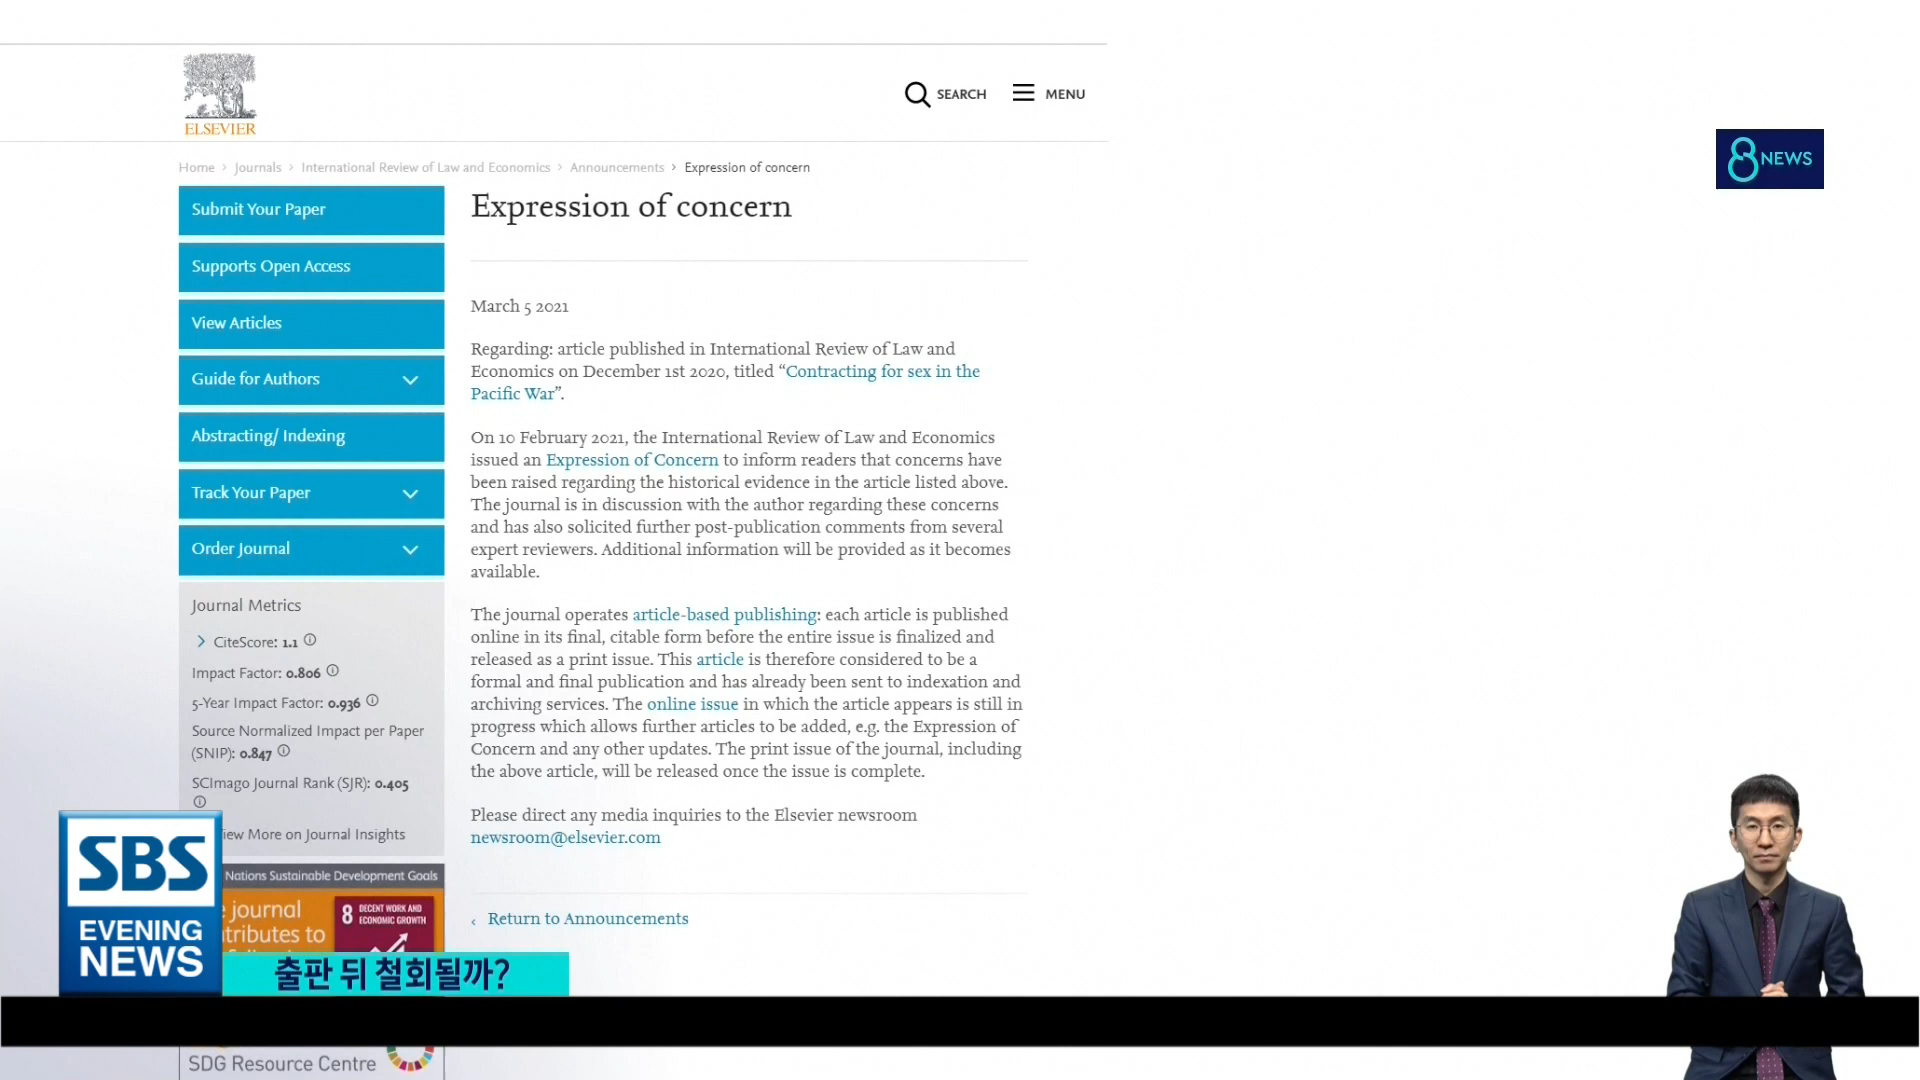 ELSEVIER
SEARCH
MENU
8 NEWS
Home › Journals › International Review of Law and Economics › Announcements › Expression of concern
Submit Your Paper
Supports Open Access
View Articles
Guide for Authors
Abstracting/ Indexing
Track Your Paper
Order Journal
Journal Metrics
CiteScore: 1.1
Impact Factor: 0.806
5-Year Impact Factor: 0.936
Source Normalized Impact per Paper
(SNIP): 0.847
SCImago Journal Rank (SJR): 0.405
View More on Journal Insights
Nations Sustainable Development Goals
journal
8 DECENT WORK AND
ECONOMIC GROWTH
SDG Resource Centre
Expression of concern
March 5 2021
Regarding: article published in International Review of Law and
Economics on December 1st 2020, titled “Contracting for sex in the
Pacific War”.
On 10 February 2021, the International Review of Law and Economics
issued an Expression of Concern to inform readers that concerns have
been raised regarding the historical evidence in the article listed above.
The journal is in discussion with the author regarding these concerns
and has also solicited further post-publication comments from several
expert reviewers. Additional information will be provided as it becomes
available.
The journal operates article-based publishing: each article is published
online in its final, citable form before the entire issue is finalized and
released as a print issue. This article is therefore considered to be a
formal and final publication and has already been sent to indexation and
archiving services. The online issue in which the article appears is still in
progress which allows further articles to be added, e.g. the Expression of
Concern and any other updates. The print issue of the journal, including
the above article, will be released once the issue is complete.
Please direct any media inquiries to the Elsevier newsroom
newsroom@elsevier.com
‹ Return to Announcements
SBS
EVENING
NEWS
출판 뒤 철회될까?